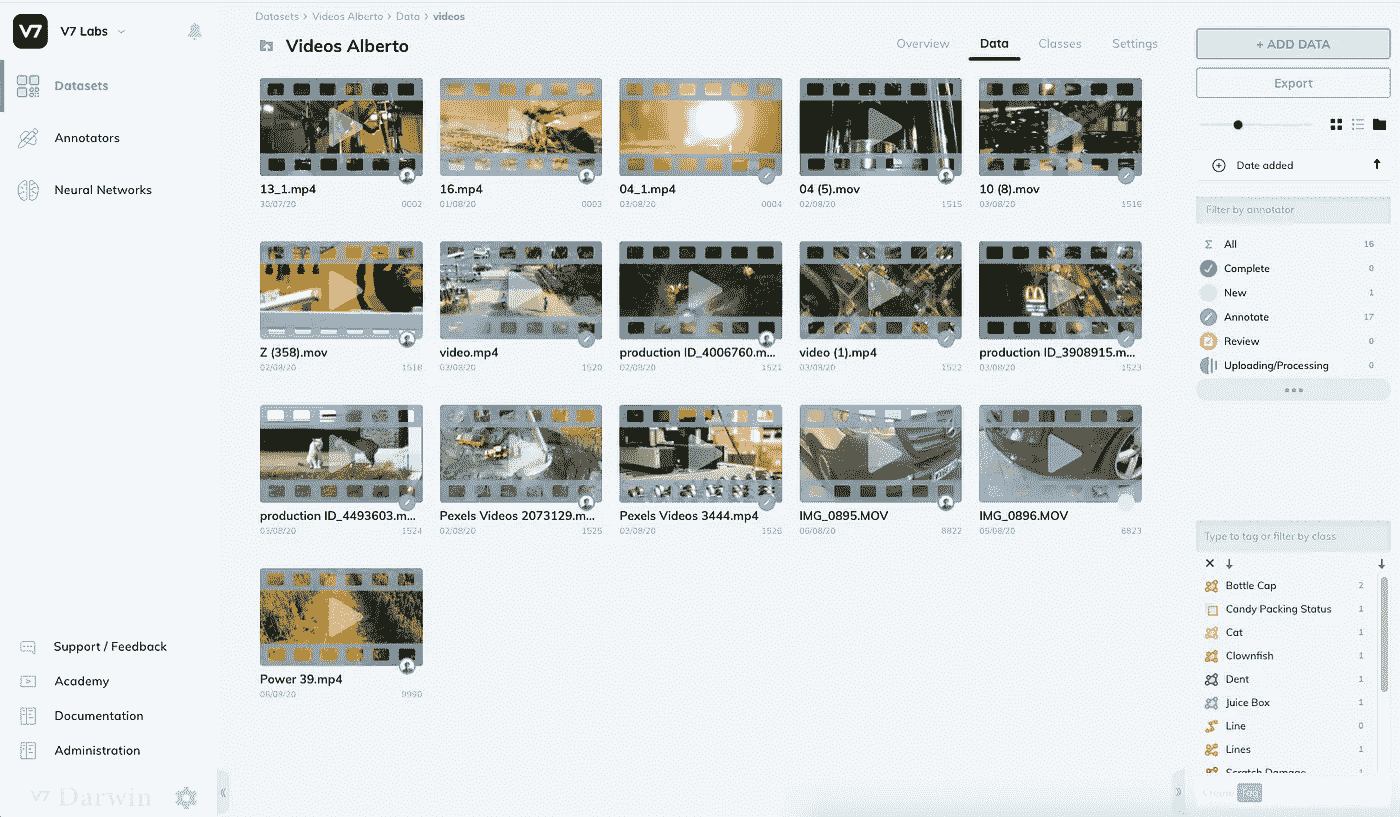 V7 V7 Labs
Datasets
Annotators
Neural Networks
Support / Feedback
Academy
Documentation
Administration
V7 Darwin
Datasets > Videos Alberto > Data > videos
Videos Alberto
Overview Data Classes Settings
13_1.mp4
30/07/20 0002
16.mp4
01/08/20 0003
04_1.mp4
03/08/20 0004
04 (5).mov
02/08/20 1515
10 (8).mov
03/08/20 1516
Z (358).mov
02/08/20 1518
video.mp4
03/08/20 1520
production ID_4006760.m...
02/08/20 1521
video (1).mp4
03/08/20 1522
production ID_3908915.m...
03/08/20 1523
production ID_4493603.m...
03/08/20 1524
Pexels Videos 2073129.m...
02/08/20 1525
Pexels Videos 3444.mp4
03/08/20 1526
IMG_0895.MOV
06/08/20 8822
IMG_0896.MOV
05/08/20 8823
Power 39.mp4
06/08/20 9990
+ ADD DATA
Export
Date added
Filter by annotator
All 16
Complete 0
New 1
Annotate 17
Review 0
Uploading/Processing 0
Type to tag or filter by class
Bottle Cap 2
Candy Packing Status 1
Cat 1
Clownfish 1
Dent 1
Juice Box 1
Line 0
Lines 1
Scratch Damage 1
Create Tag